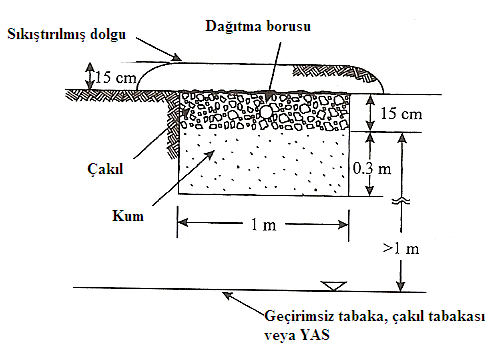 Dağıtma borusu
Sıkıştırılmış dolgu
15 cm
15 cm
Çakıl
0.3 m
Kum
1 m
>1 m
Geçirimsiz tabaka, çakıl tabakası
veya YAS